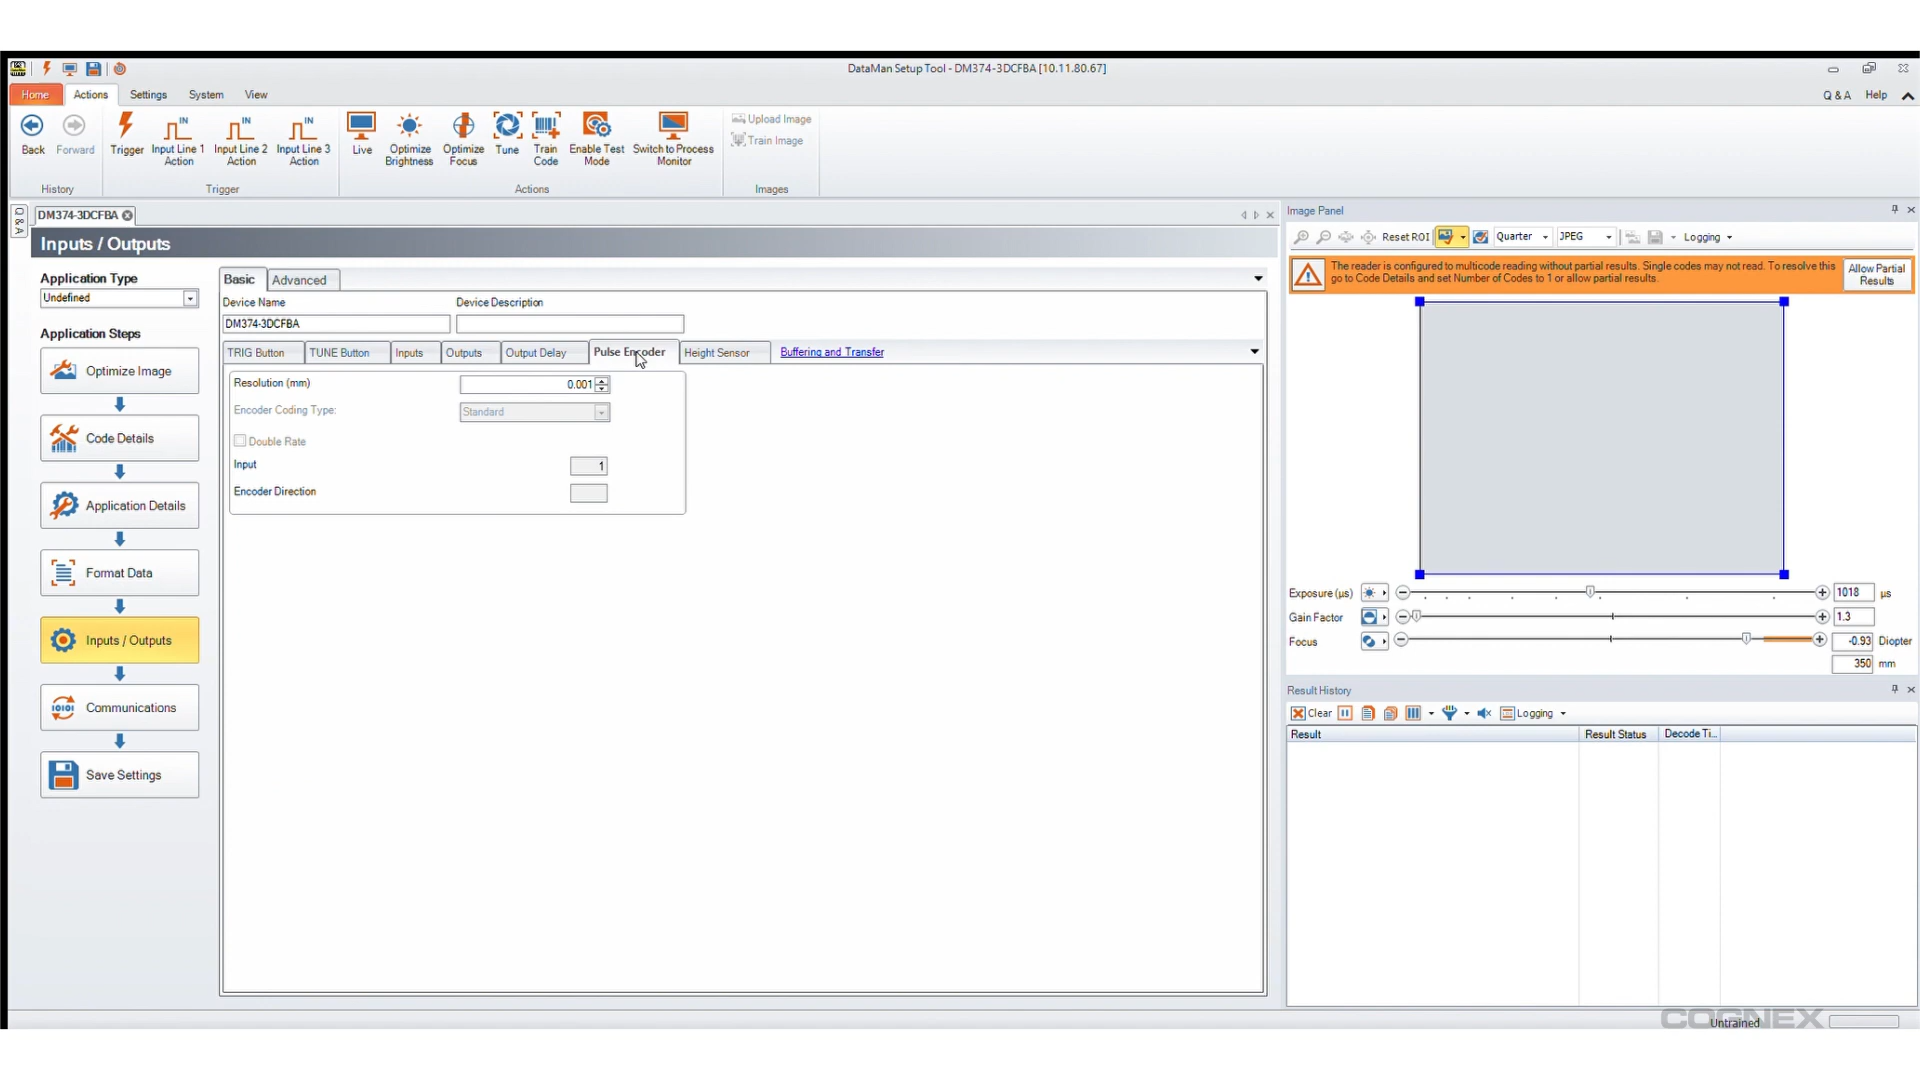 DataMan Setup Tool - DM374-3DCFBA [10.11.80.67]
Home Actions Settings System View Q & A Help
Back Forward Trigger Input Line 1 Action Input Line 2 Action Input Line 3 Action Live Optimize Brightness Optimize Focus Tune Train Code Enable Test Mode Switch to Process Monitor Upload Image
Train Image
History Trigger Actions Images
Q & A
DM374-3DCFBA
Inputs / Outputs
Application Type
Undefined
Application Steps
Optimize Image
Code Details
Application Details
Format Data
Inputs / Outputs
Communications
Save Settings
Basic Advanced
Device Name Device Description
DM374-3DCFBA
TRIG Button TUNE Button Inputs Outputs Output Delay Pulse Encoder Height Sensor Buffering and Transfer
Resolution (mm) 0.001
Encoder Coding Type: Standard
Double Rate
Input 1
Encoder Direction
Image Panel
Reset ROI Quarter JPEG Logging
The reader is configured to multicode reading without partial results. Single codes may not read. To resolve this
go to Code Details and set Number of Codes to 1 or allow partial results.
Allow Partial
Results
Exposure (µs) 1018 µs
Gain Factor 1.3
Focus -0.93 Diopter
350 mm
Result History
Clear Logging
Result Result Status Decode Ti...
COGNEX
Untrained